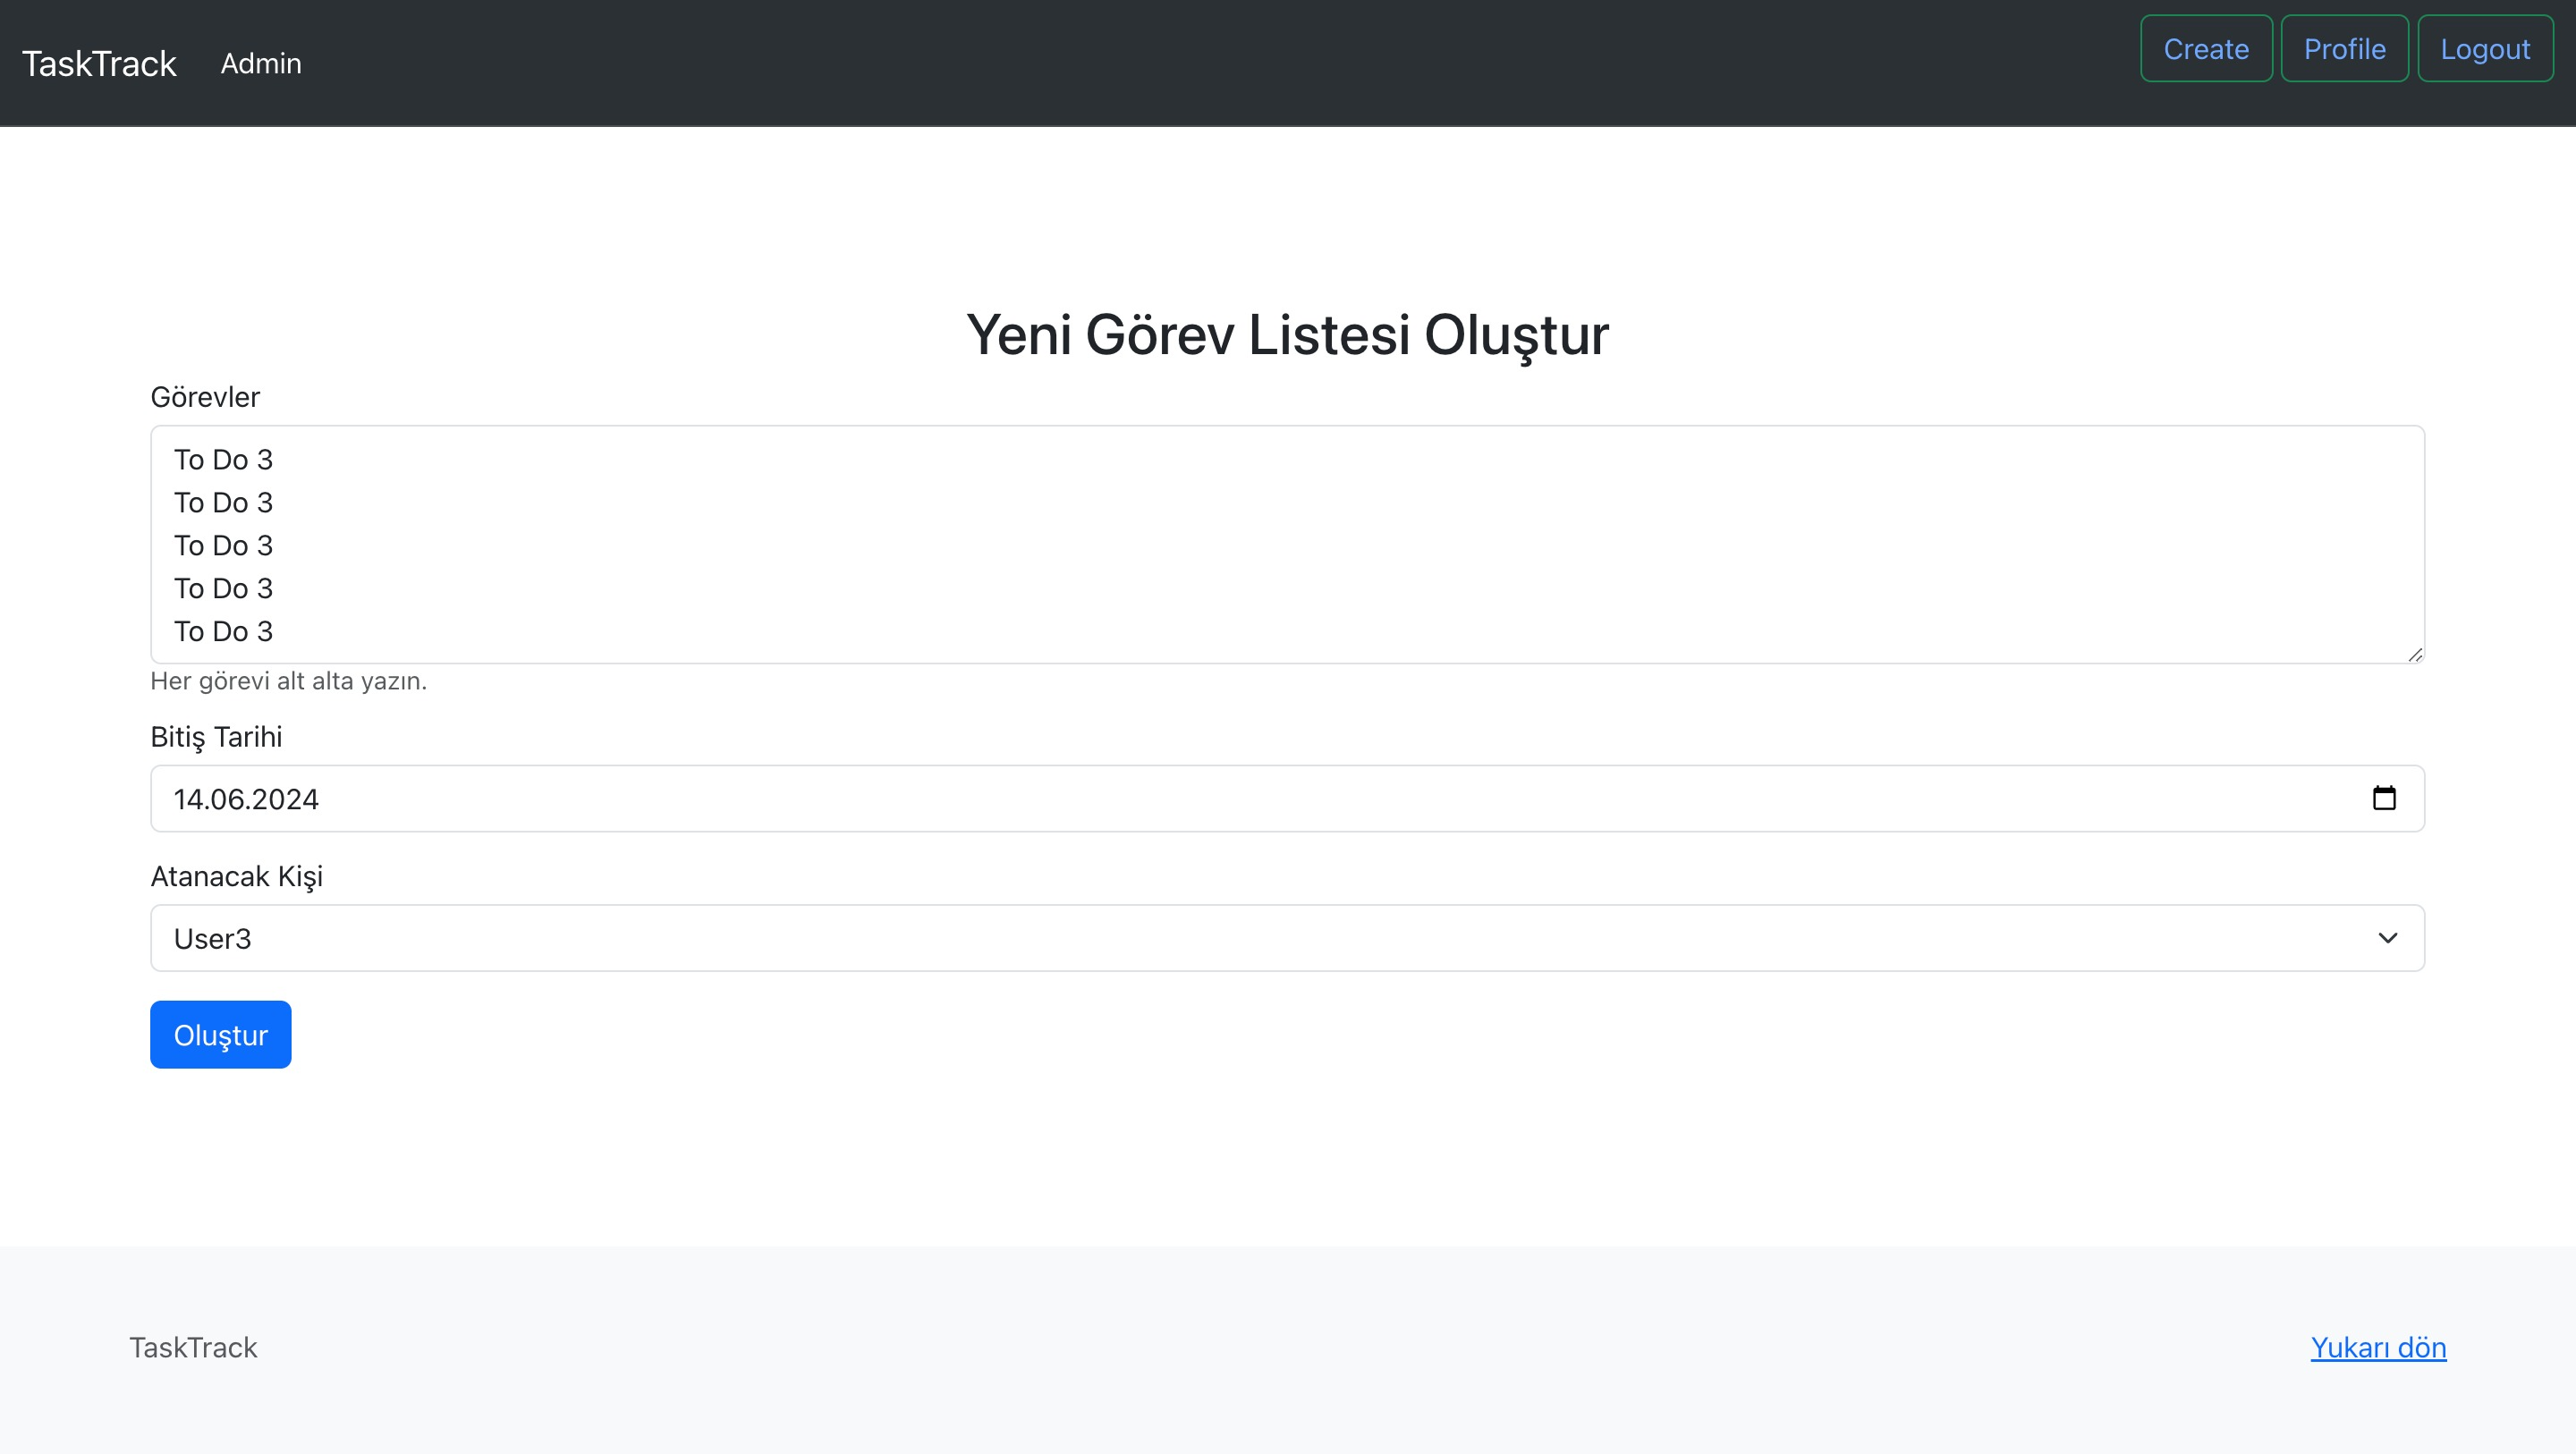 TaskTrack Admin Create Profile Logout
Yeni Görev Listesi Oluştur
Görevler
To Do 3
To Do 3
To Do 3
To Do 3
To Do 3
Her görevi alt alta yazın.
Bitiş Tarihi
14.06.2024
Atanacak Kişi
User3
Oluştur
TaskTrack Yukarı dön